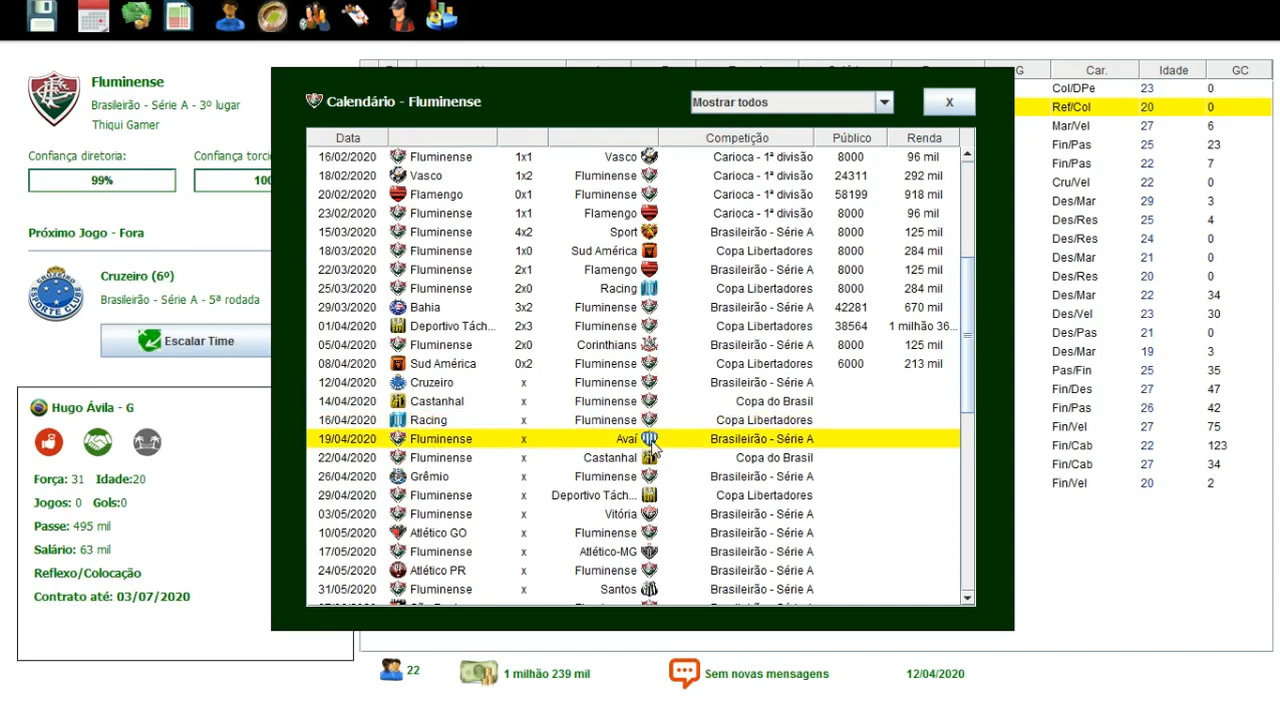 Fluminense
Brasileirão - Série A - 3º lugar
Thiqui Gamer
Confiança diretoria:
Confiança torcid
99%
100
Próximo Jogo - Fora
Cruzeiro (6º)
Brasileirão - Série A - 5ª rodada
Escalar Time
Hugo Ávila - G
Força: 31 Idade:20
Jogos: 0 Gols:0
Passe: 495 mil
Salário: 63 mil
Reflexo/Colocação
Contrato até: 03/07/2020
Calendário - Fluminense
Mostrar todos
X
Data Competição Público Renda
16/02/2020 Fluminense 1x1 Vasco Carioca - 1ª divisão 8000 96 mil
18/02/2020 Vasco 1x2 Fluminense Carioca - 1ª divisão 24311 292 mil
20/02/2020 Flamengo 0x1 Fluminense Carioca - 1ª divisão 58199 918 mil
23/02/2020 Fluminense 1x1 Flamengo Carioca - 1ª divisão 8000 96 mil
15/03/2020 Fluminense 4x2 Sport Brasileirão - Série A 8000 125 mil
18/03/2020 Fluminense 1x0 Sud América Copa Libertadores 8000 284 mil
22/03/2020 Fluminense 2x1 Flamengo Brasileirão - Série A 8000 125 mil
25/03/2020 Fluminense 2x0 Racing Copa Libertadores 8000 284 mil
29/03/2020 Bahia 3x2 Fluminense Brasileirão - Série A 42281 670 mil
01/04/2020 Deportivo Tách... 2x3 Fluminense Copa Libertadores 38564 1 milhão 36...
05/04/2020 Fluminense 2x0 Corinthians Brasileirão - Série A 8000 125 mil
08/04/2020 Sud América 0x2 Fluminense Copa Libertadores 6000 213 mil
12/04/2020 Cruzeiro x Fluminense Brasileirão - Série A
14/04/2020 Castanhal x Fluminense Copa do Brasil
16/04/2020 Racing x Fluminense Copa Libertadores
19/04/2020 Fluminense x Avaí Brasileirão - Série A
22/04/2020 Fluminense x Castanhal Copa do Brasil
26/04/2020 Grêmio x Fluminense Brasileirão - Série A
29/04/2020 Fluminense x Deportivo Tách... Copa Libertadores
03/05/2020 Fluminense x Vitória Brasileirão - Série A
10/05/2020 Atlético GO x Fluminense Brasileirão - Série A
17/05/2020 Fluminense x Atlético-MG Brasileirão - Série A
24/05/2020 Atlético PR x Fluminense Brasileirão - Série A
31/05/2020 Fluminense x Santos Brasileirão - Série A
G Car. Idade GC
Col/DPe 23 0
Ref/Col 20 0
Mar/Vel 27 6
Fin/Pas 25 23
Fin/Pas 22 7
Cru/Vel 22 0
Des/Mar 29 3
Des/Res 25 4
Des/Res 24 0
Des/Mar 21 0
Des/Res 20 0
Des/Mar 22 34
Des/Vel 23 30
Des/Pas 21 0
Des/Mar 19 3
Pas/Fin 25 35
Fin/Des 27 47
Fin/Pas 26 42
Fin/Vel 27 75
Fin/Cab 22 123
Fin/Cab 27 34
Fin/Vel 20 2
22
1 milhão 239 mil
Sem novas mensagens
12/04/2020